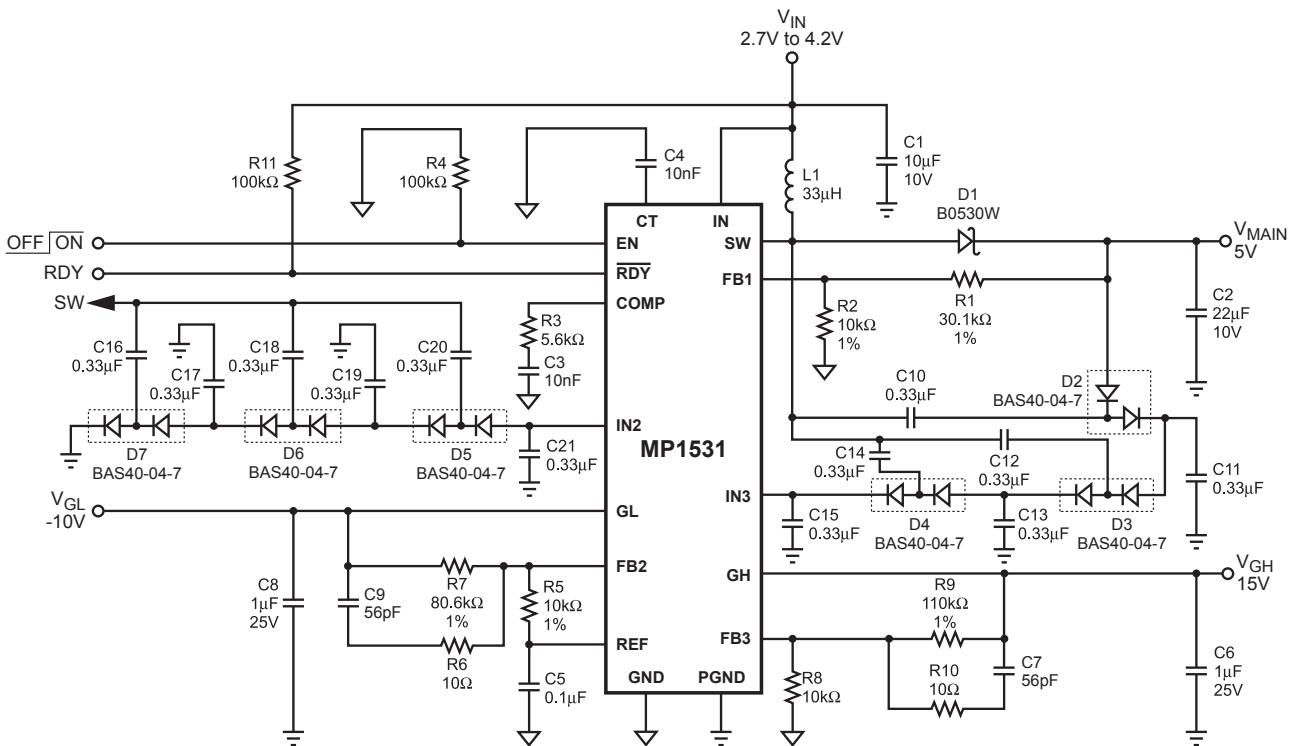 VIN
2.7V to 4.2V
C1
10µF
10V
C4
10nF
R11
100kΩ
R4
100kΩ
L1
33µH
D1
B0530W
CT
IN
OFF ON
EN
SW
VMAIN
5V
RDY
RDY
FB1
SW
COMP
R3
5.6kΩ
C3
10nF
R2
10kΩ
1%
R1
30.1kΩ
1%
C2
22µF
10V
C16
0.33µF
C17
0.33µF
C18
0.33µF
C19
0.33µF
C20
0.33µF
C10
0.33µF
D2
BAS40-04-7
IN2
MP1531
D7
BAS40-04-7
D6
BAS40-04-7
D5
BAS40-04-7
C21
0.33µF
C14
0.33µF
C12
0.33µF
C11
0.33µF
IN3
C15
0.33µF
D4
BAS40-04-7
C13
0.33µF
D3
BAS40-04-7
VGL
-10V
GL
GH
VGH
15V
FB2
C8
1µF
25V
C9
56pF
R7
80.6kΩ
1%
R6
10Ω
R5
10kΩ
1%
REF
C5
0.1µF
GND
PGND
FB3
R8
10kΩ
R9
110kΩ
1%
R10
10Ω
C7
56pF
C6
1µF
25V